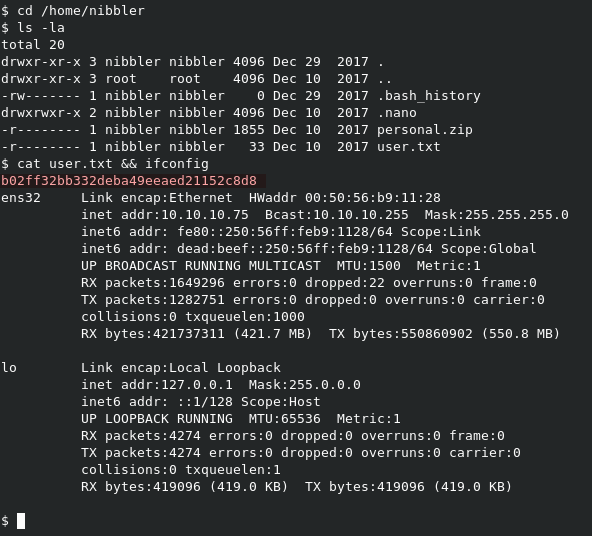 $ cd /home/nibbler
$ ls -la
total 20
drwxr-xr-x 3 nibbler nibbler 4096 Dec 29  2017 .
drwxr-xr-x 3 root    root    4096 Dec 10  2017 ..
-rw------- 1 nibbler nibbler    0 Dec 29  2017 .bash_history
drwxrwxr-x 2 nibbler nibbler 4096 Dec 10  2017 .nano
-r-------- 1 nibbler nibbler 1855 Dec 10  2017 personal.zip
-r-------- 1 nibbler nibbler   33 Dec 10  2017 user.txt
$ cat user.txt && ifconfig
b02ff32bb332deba49eeaed21152c8d8
ens32     Link encap:Ethernet  HWaddr 00:50:56:b9:11:28
          inet addr:10.10.10.75  Bcast:10.10.10.255  Mask:255.255.255.0
          inet6 addr: fe80::250:56ff:feb9:1128/64 Scope:Link
          inet6 addr: dead:beef::250:56ff:feb9:1128/64 Scope:Global
          UP BROADCAST RUNNING MULTICAST  MTU:1500  Metric:1
          RX packets:1649296 errors:0 dropped:22 overruns:0 frame:0
          TX packets:1282751 errors:0 dropped:0 overruns:0 carrier:0
          collisions:0 txqueuelen:1000
          RX bytes:421737311 (421.7 MB)  TX bytes:550860902 (550.8 MB)

lo        Link encap:Local Loopback
          inet addr:127.0.0.1  Mask:255.0.0.0
          inet6 addr: ::1/128 Scope:Host
          UP LOOPBACK RUNNING  MTU:65536  Metric:1
          RX packets:4274 errors:0 dropped:0 overruns:0 frame:0
          TX packets:4274 errors:0 dropped:0 overruns:0 carrier:0
          collisions:0 txqueuelen:1
          RX bytes:419096 (419.0 KB)  TX bytes:419096 (419.0 KB)

$